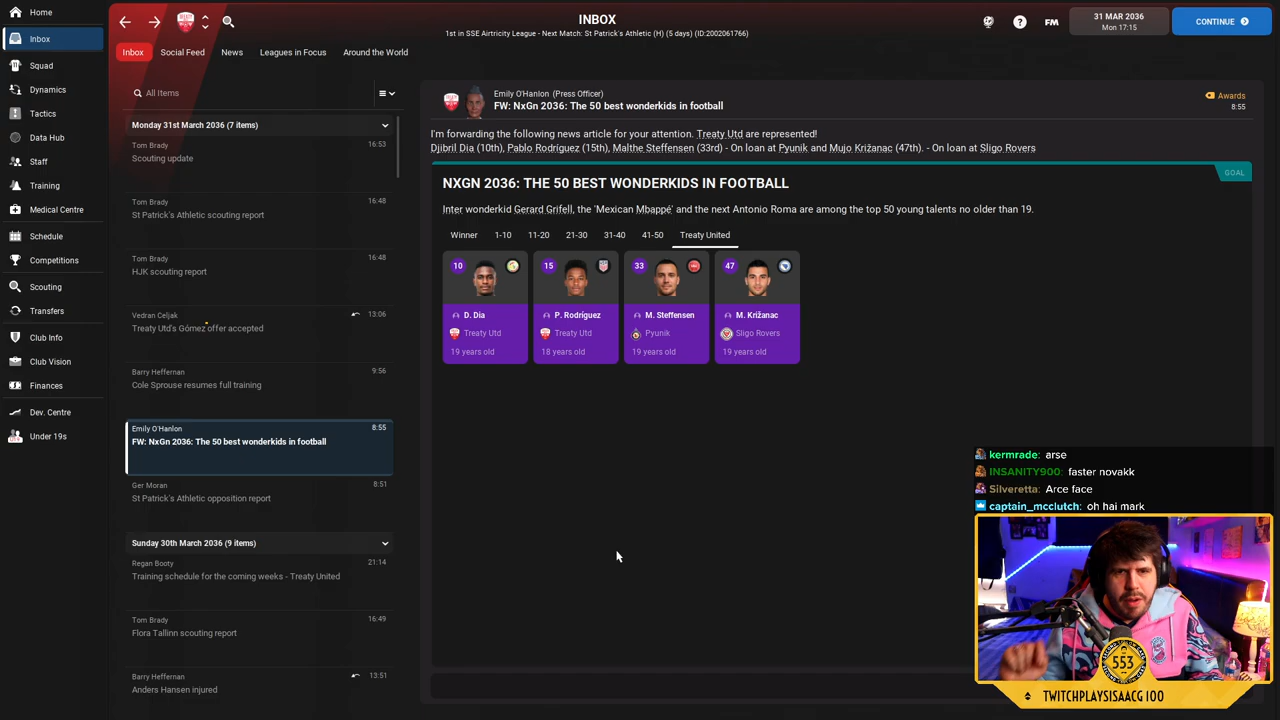 Home
Inbox
Squad
Dynamics
Tactics
Data Hub
Staff
Training
Medical Centre
Schedule
Competitions
Scouting
Transfers
Club Info
Club Vision
Finances
Dev. Centre
Under 19s
INBOX
1st in SSE Airtricity League - Next Match: St Patrick's Athletic (H) (5 days) (ID:2002061766)
FM
31 MAR 2036
Mon 17:15
CONTINUE
Inbox Social Feed News Leagues in Focus Around the World
All Items
Monday 31st March 2036 (7 items)
Tom Brady 16:53
Scouting update
Tom Brady 16:48
St Patrick's Athletic scouting report
Tom Brady 16:48
HJK scouting report
Vedran Celjak 13:06
Treaty Utd's Gómez offer accepted
Barry Heffernan 9:56
Cole Sprouse resumes full training
Emily O'Hanlon 8:55
FW: NxGn 2036: The 50 best wonderkids in football
Ger Moran 8:51
St Patrick's Athletic opposition report
Sunday 30th March 2036 (9 items)
Regan Booty 21:14
Training schedule for the coming weeks - Treaty United
Tom Brady 16:49
Flora Tallinn scouting report
Barry Heffernan 13:51
Anders Hansen injured
Emily O'Hanlon (Press Officer)
FW: NxGn 2036: The 50 best wonderkids in football
Awards
8:55
I'm forwarding the following news article for your attention. Treaty Utd are represented!
Djibril Dia (10th), Pablo Rodríguez (15th), Malthe Steffensen (33rd) - On loan at Pyunik and Mujo Križanac (47th). - On loan at Sligo Rovers
GOAL
NXGN 2036: THE 50 BEST WONDERKIDS IN FOOTBALL
Inter wonderkid Gerard Grifell, the 'Mexican Mbappé' and the next Antonio Roma are among the top 50 young talents no older than 19.
Winner 1-10 11-20 21-30 31-40 41-50 Treaty United
10 15 33 47
D. Dia P. Rodríguez M. Steffensen M. Križanac
Treaty Utd Treaty Utd Pyunik Sligo Rovers
19 years old 18 years old 19 years old 19 years old
kermrade: arse
INSANITY900: faster novakk
Silveretta: Arce face
captain_mcclutch: oh hai mark
553
TWITCHPLAYSISAACG 100